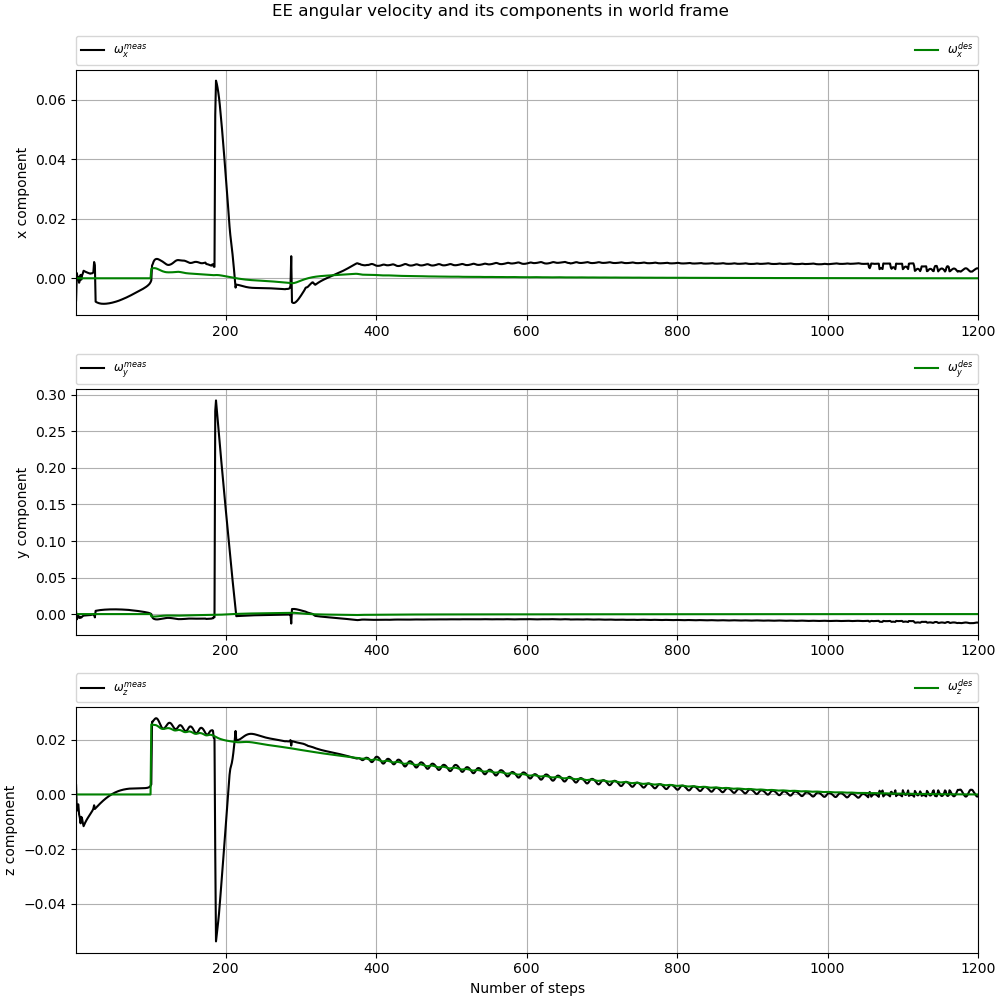 EE angular velocity and its components in world frame
ω_x^meas ω_x^des
0.06
0.04
0.02
0.00
x component
200 400 600 800 1000 1200
ω_y^meas ω_y^des
0.30
0.25
0.20
0.15
0.10
0.05
0.00
y component
200 400 600 800 1000 1200
ω_z^meas ω_z^des
0.02
0.00
−0.02
−0.04
z component
200 400 600 800 1000 1200
Number of steps